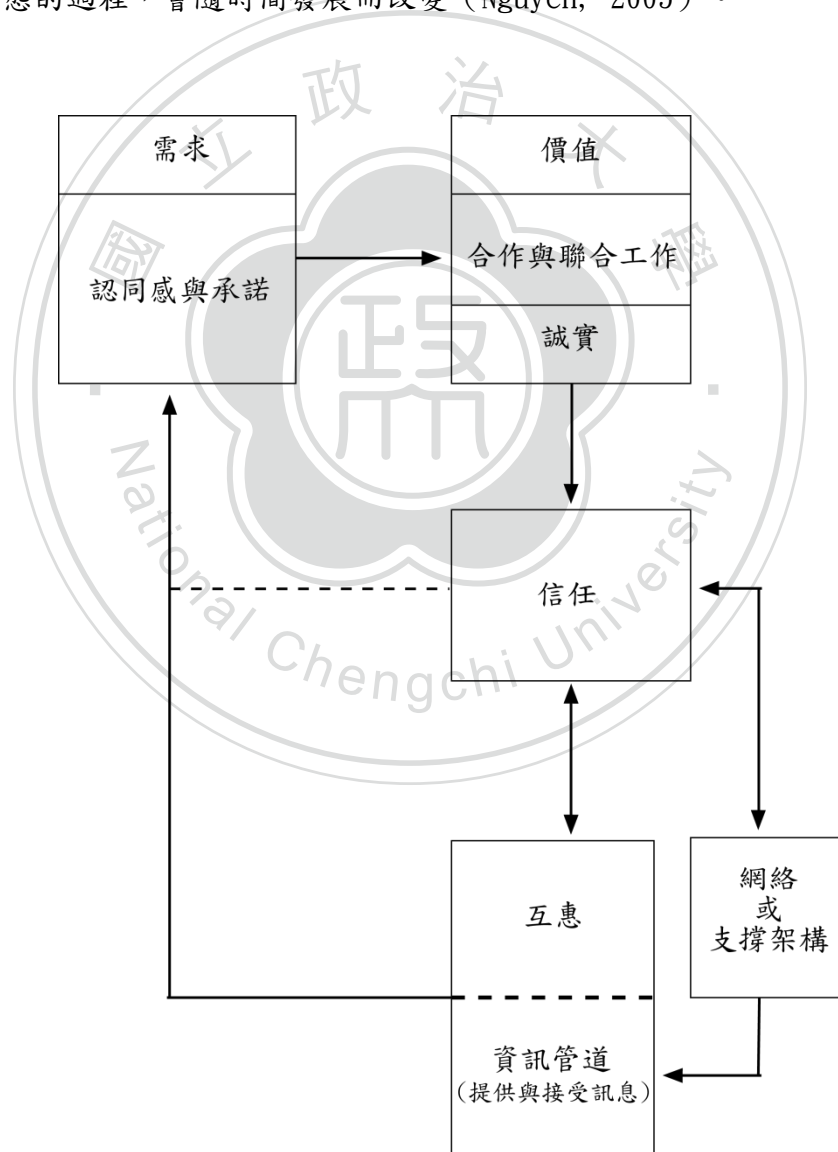 態的過程,會隨時間發展而改變(Nguyen, 2005)。
需求
認同感與承諾
價值
合作與聯合工作
誠實
信任
互惠
資訊管道
(提供與接受訊息)
網絡
或
支撐架構
國立政治大學
National Chengchi University